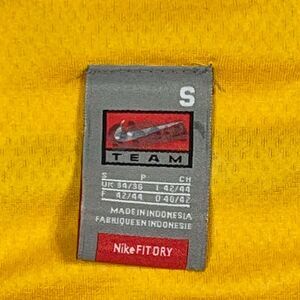 S
TEAM
S P CH
UK 34/36 I 42/44
F 42/44 D 40/42
MADE IN INDONESIA
FABRIQUE EN INDONESIE
Nike FIT DRY